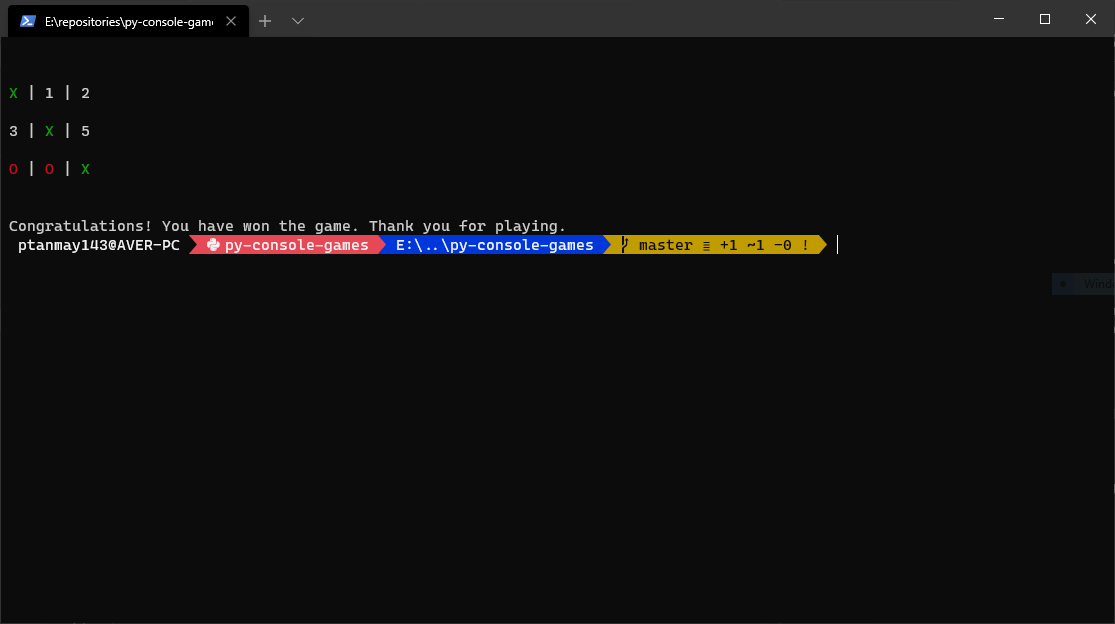 E:\repositories\py-console-gam
X | 1 | 2
3 | X | 5
O | O | X
Congratulations! You have won the game. Thank you for playing.
ptanmay143@AVER-PC py-console-games E:\..\py-console-games master ≡ +1 ~1 -0 !
Wind